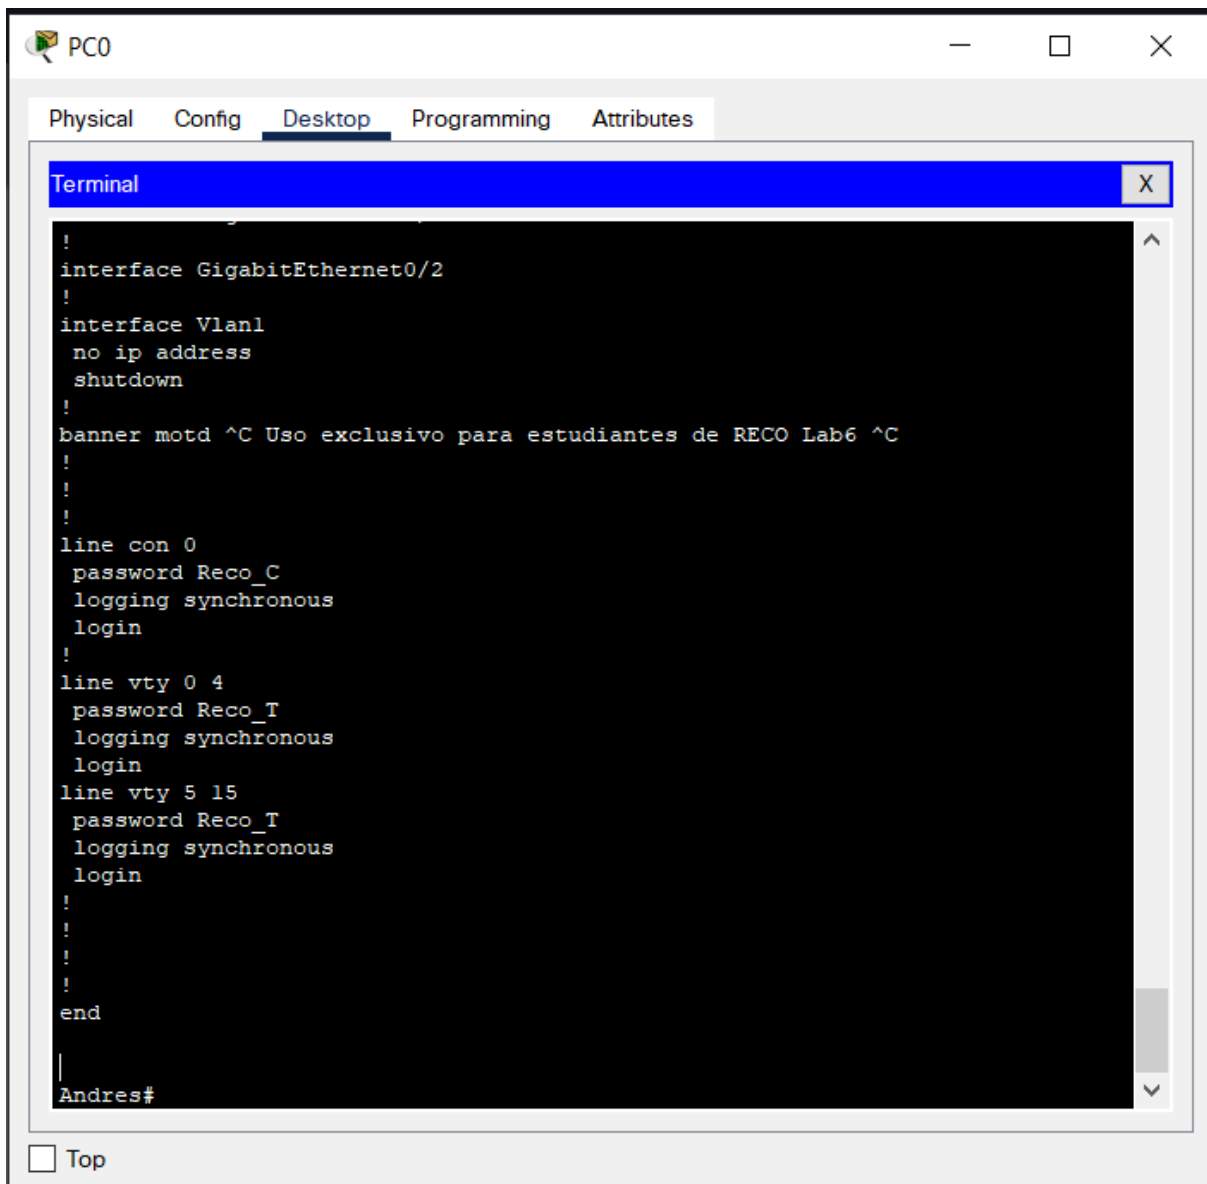 PC0
Physical Config Desktop Programming Attributes
Terminal
X
!
interface GigabitEthernet0/2
!
interface Vlan1
 no ip address
 shutdown
!
banner motd ^C Uso exclusivo para estudiantes de RECO Lab6 ^C
!
!
!
line con 0
 password Reco_C
 logging synchronous
 login
!
line vty 0 4
 password Reco_T
 logging synchronous
 login
line vty 5 15
 password Reco_T
 logging synchronous
 login
!
!
!
!
end
Andres#
Top